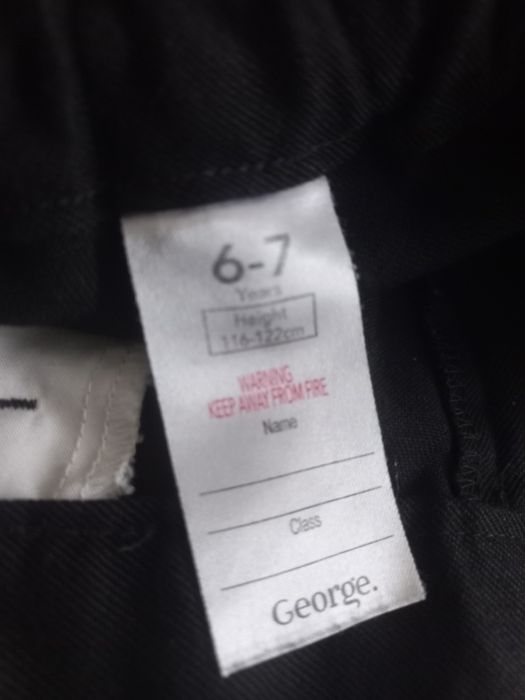 6-7
Years
Height
116-122cm
WARNING
KEEP AWAY FROM FIRE
Name
Class
George.